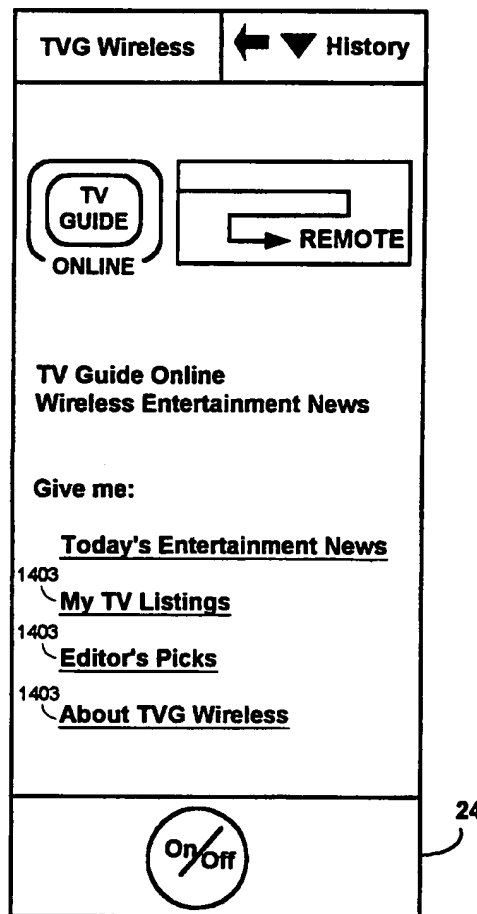 TVG Wireless
History
TV
GUIDE
ONLINE
REMOTE
TV Guide Online
Wireless Entertainment News
Give me:
Today's Entertainment News
1403
My TV Listings
1403
Editor's Picks
1403
About TVG Wireless
On/Off
24